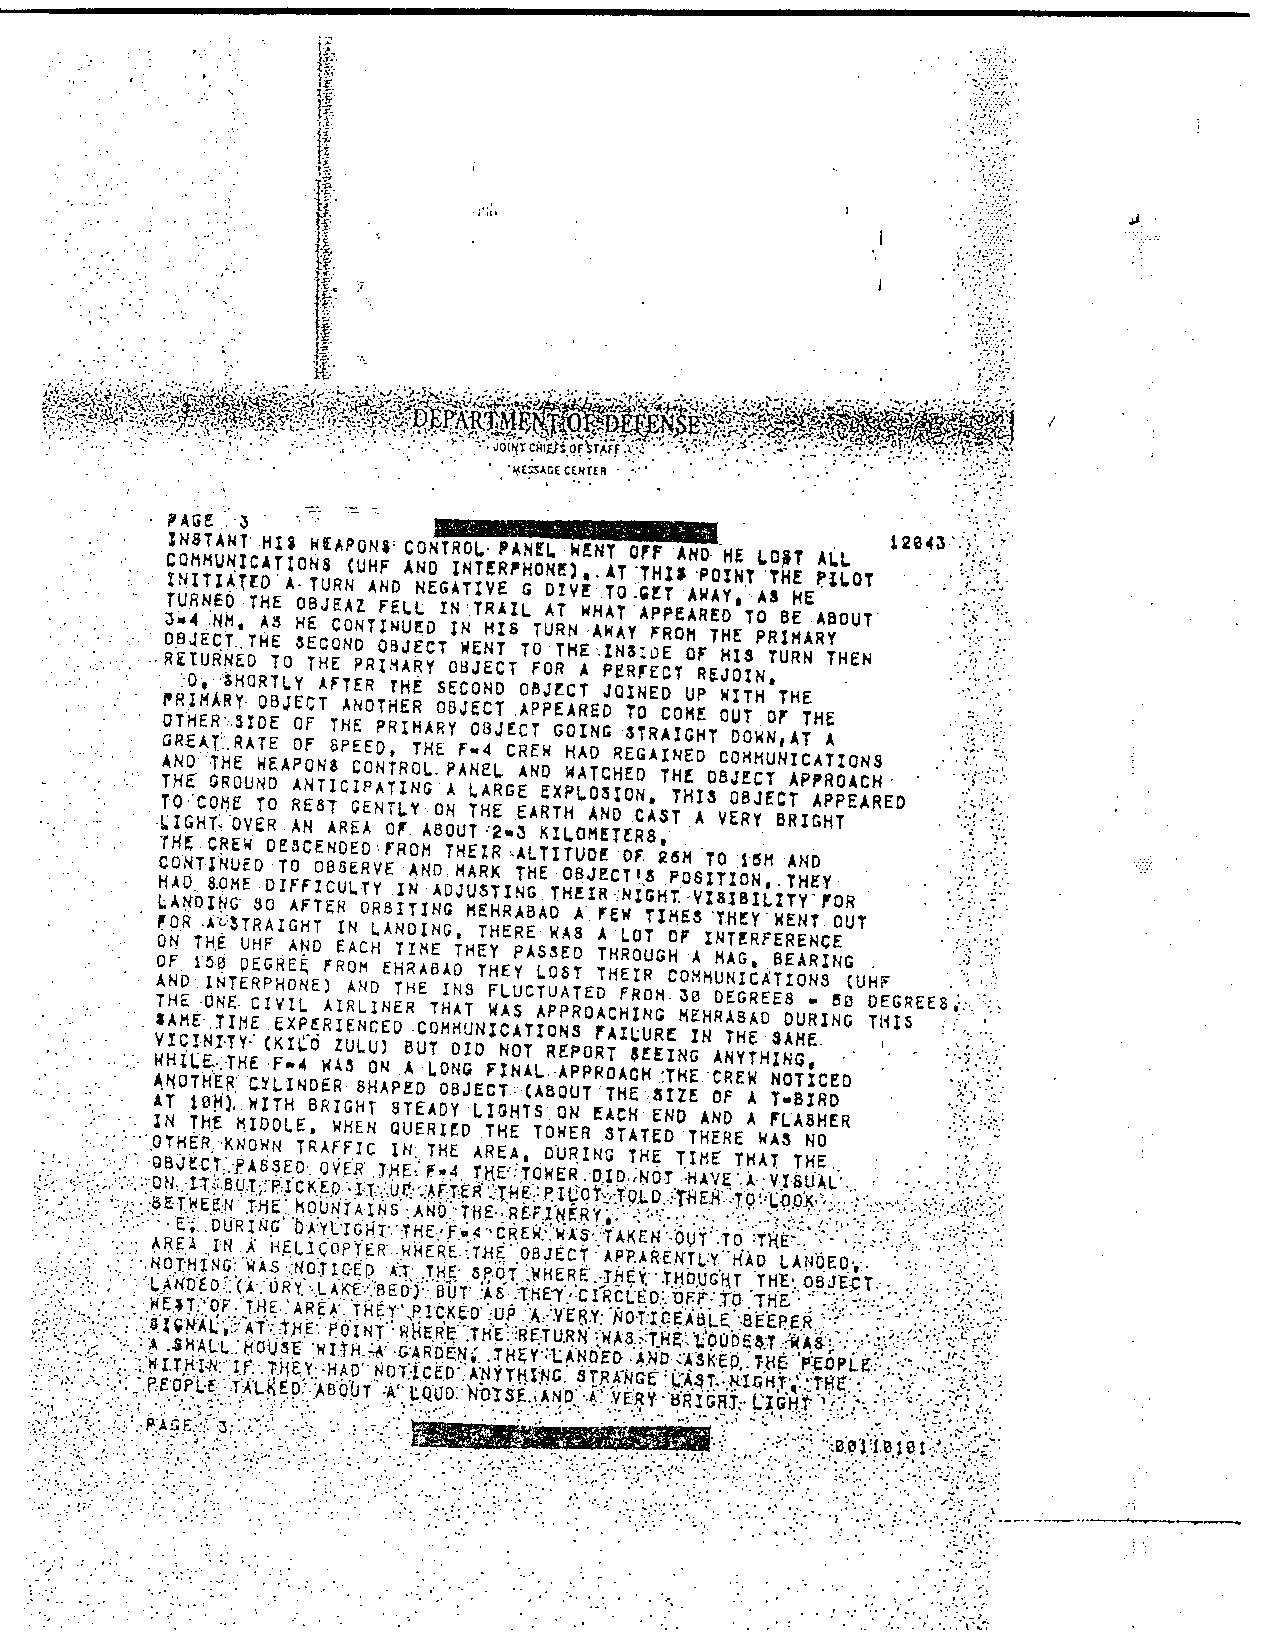 DEPARTMENT OF DEFENSE
JOINT CHIEFS OF STAFF
MESSAGE CENTER
PAGE 3
12843
INSTANT HIS WEAPONS CONTROL PANEL WENT OFF AND HE LOST ALL
COMMUNICATIONS (UHF AND INTERPHONE). AT THIS POINT THE PILOT
INITIATED A TURN AND NEGATIVE G DIVE TO GET AWAY. AS HE
TURNED THE OBJEAZ FELL IN TRAIL AT WHAT APPEARED TO BE ABOUT
3-4 NM. AS HE CONTINUED IN HIS TURN AWAY FROM THE PRIMARY
OBJECT THE SECOND OBJECT WENT TO THE INSIDE OF HIS TURN THEN
RETURNED TO THE PRIMARY OBJECT FOR A PERFECT REJOIN.
D. SHORTLY AFTER THE SECOND OBJECT JOINED UP WITH THE
PRIMARY OBJECT ANOTHER OBJECT APPEARED TO COME OUT OF THE
OTHER SIDE OF THE PRIMARY OBJECT GOING STRAIGHT DOWN, AT A
GREAT RATE OF SPEED. THE F-4 CREW HAD REGAINED COMMUNICATIONS
AND THE WEAPONS CONTROL PANEL AND WATCHED THE OBJECT APPROACH
THE GROUND ANTICIPATING A LARGE EXPLOSION. THIS OBJECT APPEARED
TO COME TO REST GENTLY ON THE EARTH AND CAST A VERY BRIGHT
LIGHT OVER AN AREA OF ABOUT 2-3 KILOMETERS.
THE CREW DESCENDED FROM THEIR ALTITUDE OF 26M TO 15M AND
CONTINUED TO OBSERVE AND MARK THE OBJECT'S POSITION. THEY
HAD SOME DIFFICULTY IN ADJUSTING THEIR NIGHT VISIBILITY FOR
LANDING SO AFTER ORBITING MEHRABAD A FEW TIMES THEY WENT OUT
FOR A STRAIGHT IN LANDING. THERE WAS A LOT OF INTERFERENCE
ON THE UHF AND EACH TIME THEY PASSED THROUGH A MAG. BEARING
OF 150 DEGREE FROM EHRABAD THEY LOST THEIR COMMUNICATIONS (UHF
AND INTERPHONE) AND THE INS FLUCTUATED FROM 30 DEGREES - 50 DEGREES.
THE ONE CIVIL AIRLINER THAT WAS APPROACHING MEHRABAD DURING THIS
SAME TIME EXPERIENCED COMMUNICATIONS FAILURE IN THE SAME
VICINITY (KILO ZULU) BUT DID NOT REPORT SEEING ANYTHING.
WHILE THE F-4 WAS ON A LONG FINAL APPROACH THE CREW NOTICED
ANOTHER CYLINDER SHAPED OBJECT (ABOUT THE SIZE OF A T-BIRD
AT 10M) WITH BRIGHT STEADY LIGHTS ON EACH END AND A FLASHER
IN THE MIDDLE. WHEN QUERIED THE TOWER STATED THERE WAS NO
OTHER KNOWN TRAFFIC IN THE AREA. DURING THE TIME THAT THE
OBJECT PASSED OVER THE F-4 THE TOWER DID NOT HAVE A VISUAL
ON IT BUT PICKED IT UP AFTER THE PILOT TOLD THEM TO LOOK
BETWEEN THE MOUNTAINS AND THE REFINERY.
E. DURING DAYLIGHT THE F-4 CREW WAS TAKEN OUT TO THE
AREA IN A HELICOPTER WHERE THE OBJECT APPARENTLY HAD LANDED.
NOTHING WAS NOTICED AT THE SPOT WHERE THEY THOUGHT THE OBJECT
LANDED (A DRY LAKE BED) BUT AS THEY CIRCLED OFF TO THE
WEST OF THE AREA THEY PICKED UP A VERY NOTICEABLE BEEPER
SIGNAL. AT THE POINT WHERE THE RETURN WAS THE LOUDEST WAS
A SMALL HOUSE WITH A GARDEN. THEY LANDED AND ASKED THE PEOPLE
WITHIN IF THEY HAD NOTICED ANYTHING STRANGE LAST NIGHT. THE
PEOPLE TALKED ABOUT A LOUD NOISE AND A VERY BRIGHT LIGHT
PAGE 3
00110101